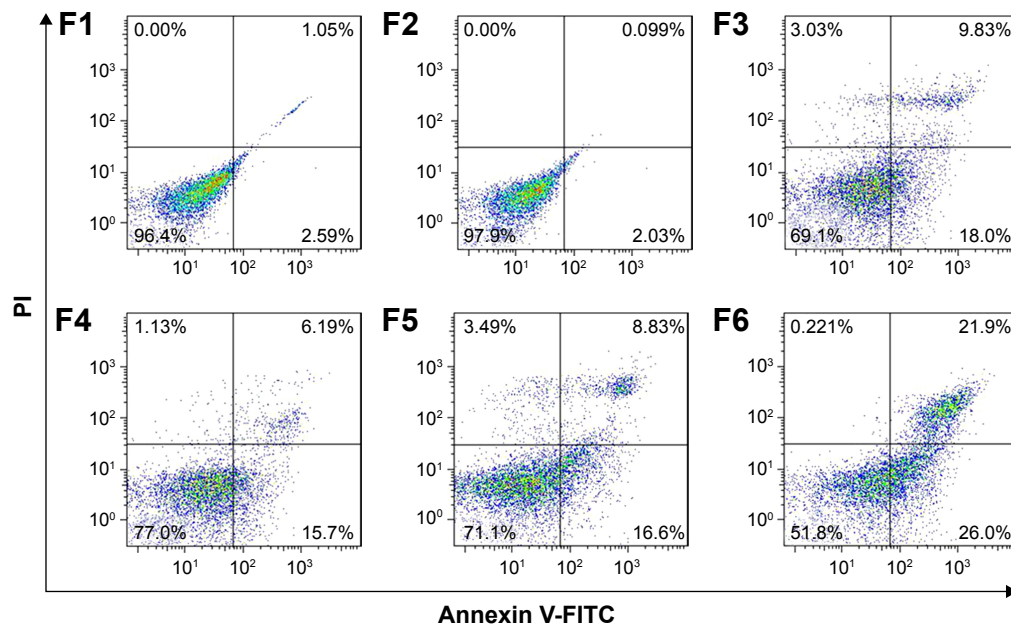 F1
0.00% 1.05%
10³
10²
10¹
10⁰
96.4% 2.59%
10¹ 10² 10³
F2
0.00% 0.099%
10³
10²
10¹
10⁰
97.9% 2.03%
10¹ 10² 10³
F3
3.03% 9.83%
10³
10²
10¹
10⁰
69.1% 18.0%
10¹ 10² 10³
PI
F4
1.13% 6.19%
10³
10²
10¹
10⁰
77.0% 15.7%
10¹ 10² 10³
F5
3.49% 8.83%
10³
10²
10¹
10⁰
71.1% 16.6%
10¹ 10² 10³
F6
0.221% 21.9%
10³
10²
10¹
10⁰
51.8% 26.0%
10¹ 10² 10³
Annexin V-FITC